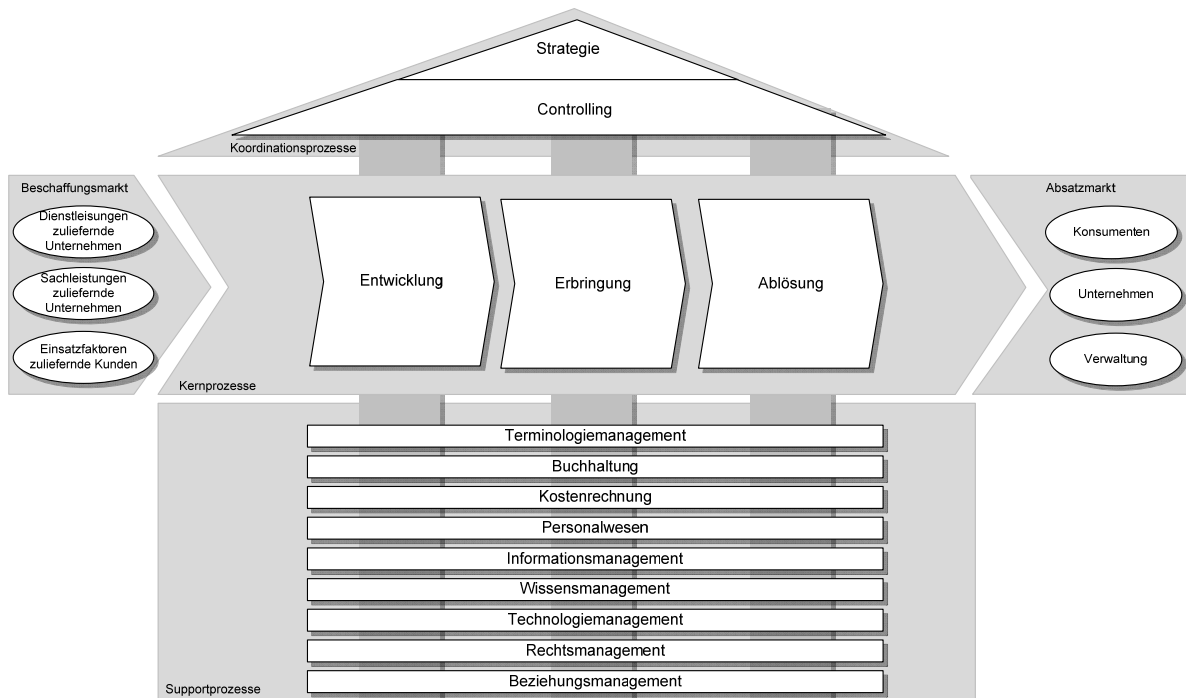 Strategie
Controlling
Koordinationsprozesse
Beschaffungsmarkt
Dienstleisungen
zuliefernde
Unternehmen
Sachleistungen
zuliefernde
Unternehmen
Einsatzfaktoren
zuliefernde Kunden
Entwicklung
Erbringung
Ablösung
Kernprozesse
Absatzmarkt
Konsumenten
Unternehmen
Verwaltung
Terminologiemanagement
Buchhaltung
Kostenrechnung
Personalwesen
Informationsmanagement
Wissensmanagement
Technologiemanagement
Rechtsmanagement
Beziehungsmanagement
Supportprozesse